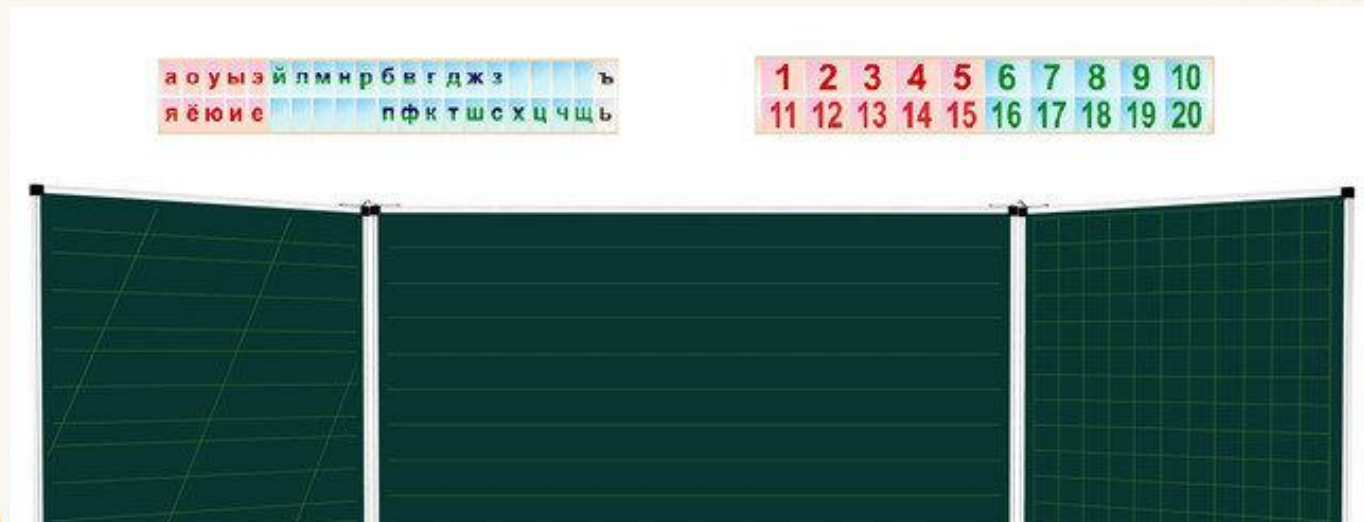 а о у ы э й л м н р б в г д ж з ъ
я ё ю и е п ф к т ш с х ц ч щ ь
1 2 3 4 5 6 7 8 9 10
11 12 13 14 15 16 17 18 19 20